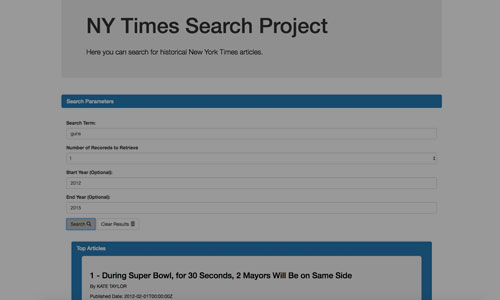 NY Times Search Project
Here you can search for historical New York Times articles.
Search Parameters
Search Term:
guns
Number of Recoreds to Retrieve
1
Start Year (Optional):
2012
End Year (Optional):
2015
Search
Clear Results
Top Articles
1 - During Super Bowl, for 30 Seconds, 2 Mayors Will Be on Same Side
By KATE TAYLOR
Published Date: 2012-02-01T00:00:00Z